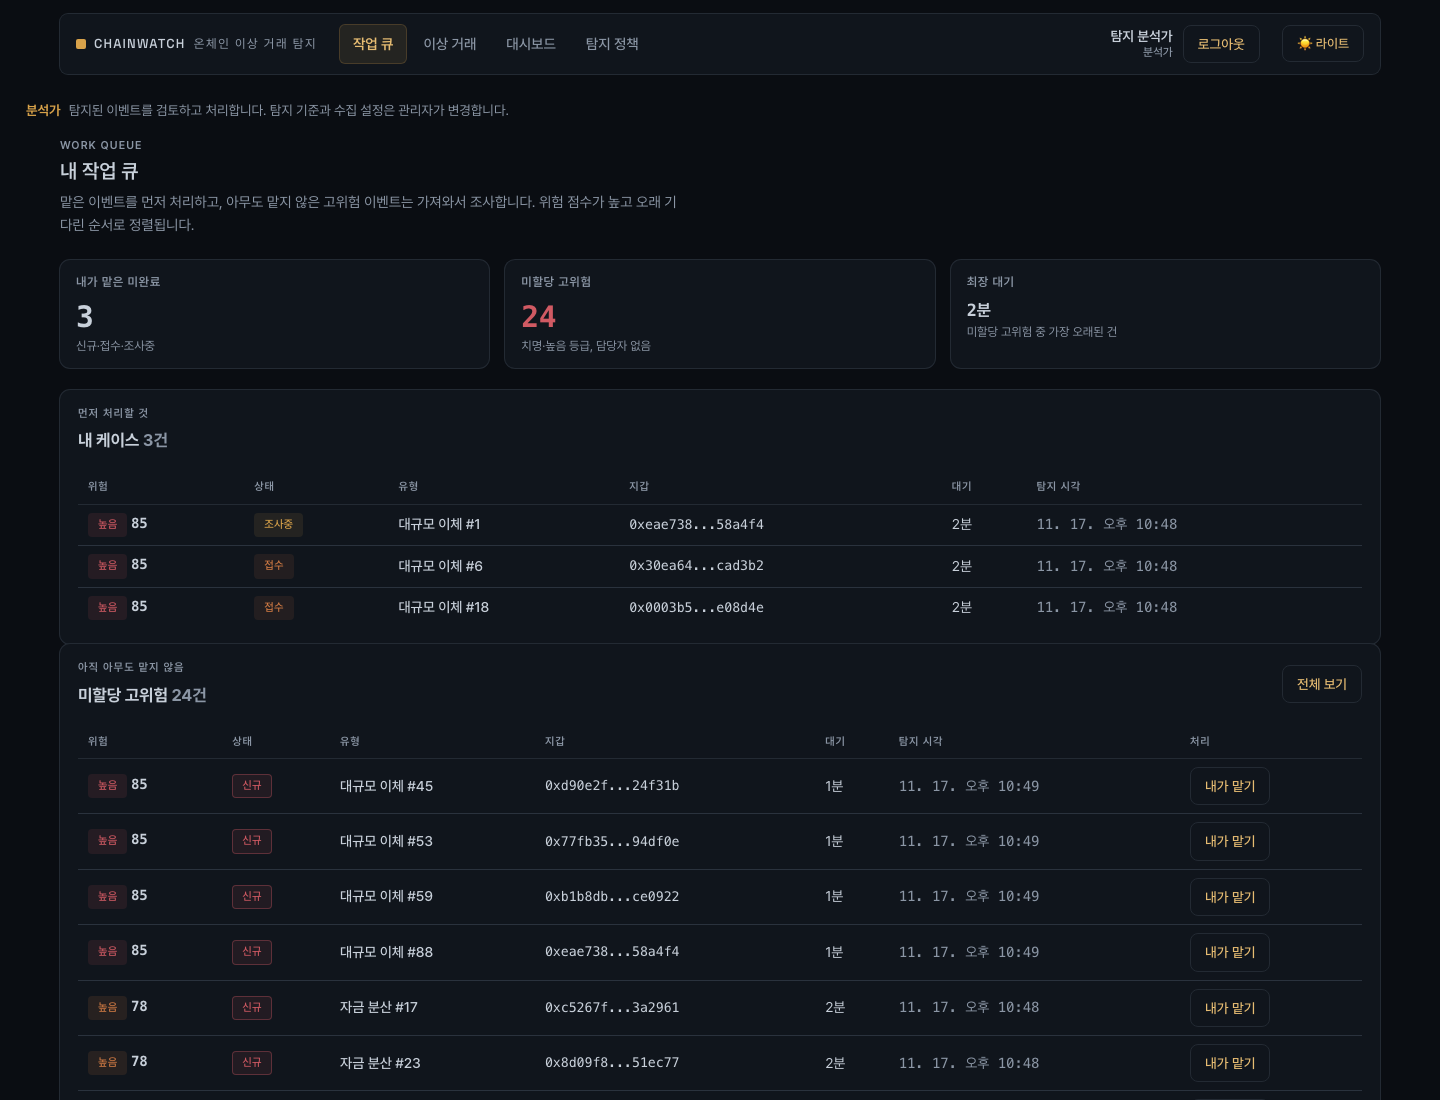 CHAINWATCH 온체인 이상 거래 탐지 작업 큐 이상 거래 대시보드 탐지 정책 탐지 분석가 로그아웃 ☀️ 라이트
분석가
분석가 탐지된 이벤트를 검토하고 처리합니다. 탐지 기준과 수집 설정은 관리자가 변경합니다.
WORK QUEUE
내 작업 큐
맡은 이벤트를 먼저 처리하고, 아무도 맡지 않은 고위험 이벤트는 가져와서 조사합니다. 위험 점수가 높고 오래 기
다린 순서로 정렬됩니다.
내가 맡은 미완료
3
신규·접수·조사중
미할당 고위험
24
치명·높음 등급, 담당자 없음
최장 대기
2분
미할당 고위험 중 가장 오래된 건
먼저 처리할 것
내 케이스 3건
위험 상태 유형 지갑 대기 탐지 시각
높음 85 조사중 대규모 이체 #1 0xeae738...58a4f4 2분 11. 17. 오후 10:48
높음 85 접수 대규모 이체 #6 0x30ea64...cad3b2 2분 11. 17. 오후 10:48
높음 85 접수 대규모 이체 #18 0x0003b5...e08d4e 2분 11. 17. 오후 10:48
아직 아무도 맡지 않음
미할당 고위험 24건 전체 보기
위험 상태 유형 지갑 대기 탐지 시각 처리
높음 85 신규 대규모 이체 #45 0xd90e2f...24f31b 1분 11. 17. 오후 10:49 내가 맡기
높음 85 신규 대규모 이체 #53 0x77fb35...94df0e 1분 11. 17. 오후 10:49 내가 맡기
높음 85 신규 대규모 이체 #59 0xb1b8db...ce0922 1분 11. 17. 오후 10:49 내가 맡기
높음 85 신규 대규모 이체 #88 0xeae738...58a4f4 1분 11. 17. 오후 10:49 내가 맡기
높음 78 신규 자금 분산 #17 0xc5267f...3a2961 2분 11. 17. 오후 10:48 내가 맡기
높음 78 신규 자금 분산 #23 0x8d09f8...51ec77 2분 11. 17. 오후 10:48 내가 맡기